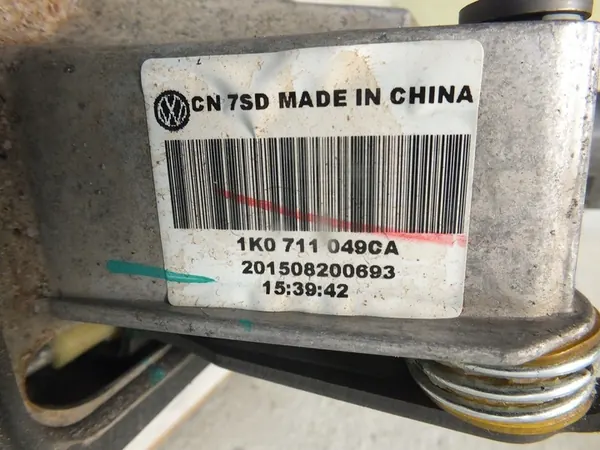 CN 7SD MADE IN CHINA
1K0 711 049CA
201508200693
15:39:42